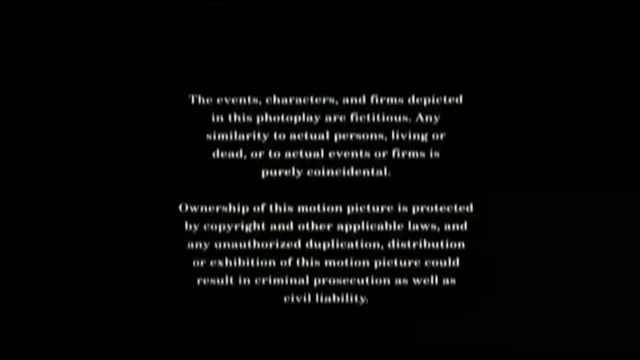 The events, characters, and firms depicted
in this photoplay are fictitious. Any
similarity to actual persons, living or
dead, or to actual events or firms is
purely coincidental.
Ownership of this motion picture is protected
by copyright and other applicable laws, and
any unauthorized duplication, distribution
or exhibition of this motion picture could
result in criminal prosecution as well as
civil liability.